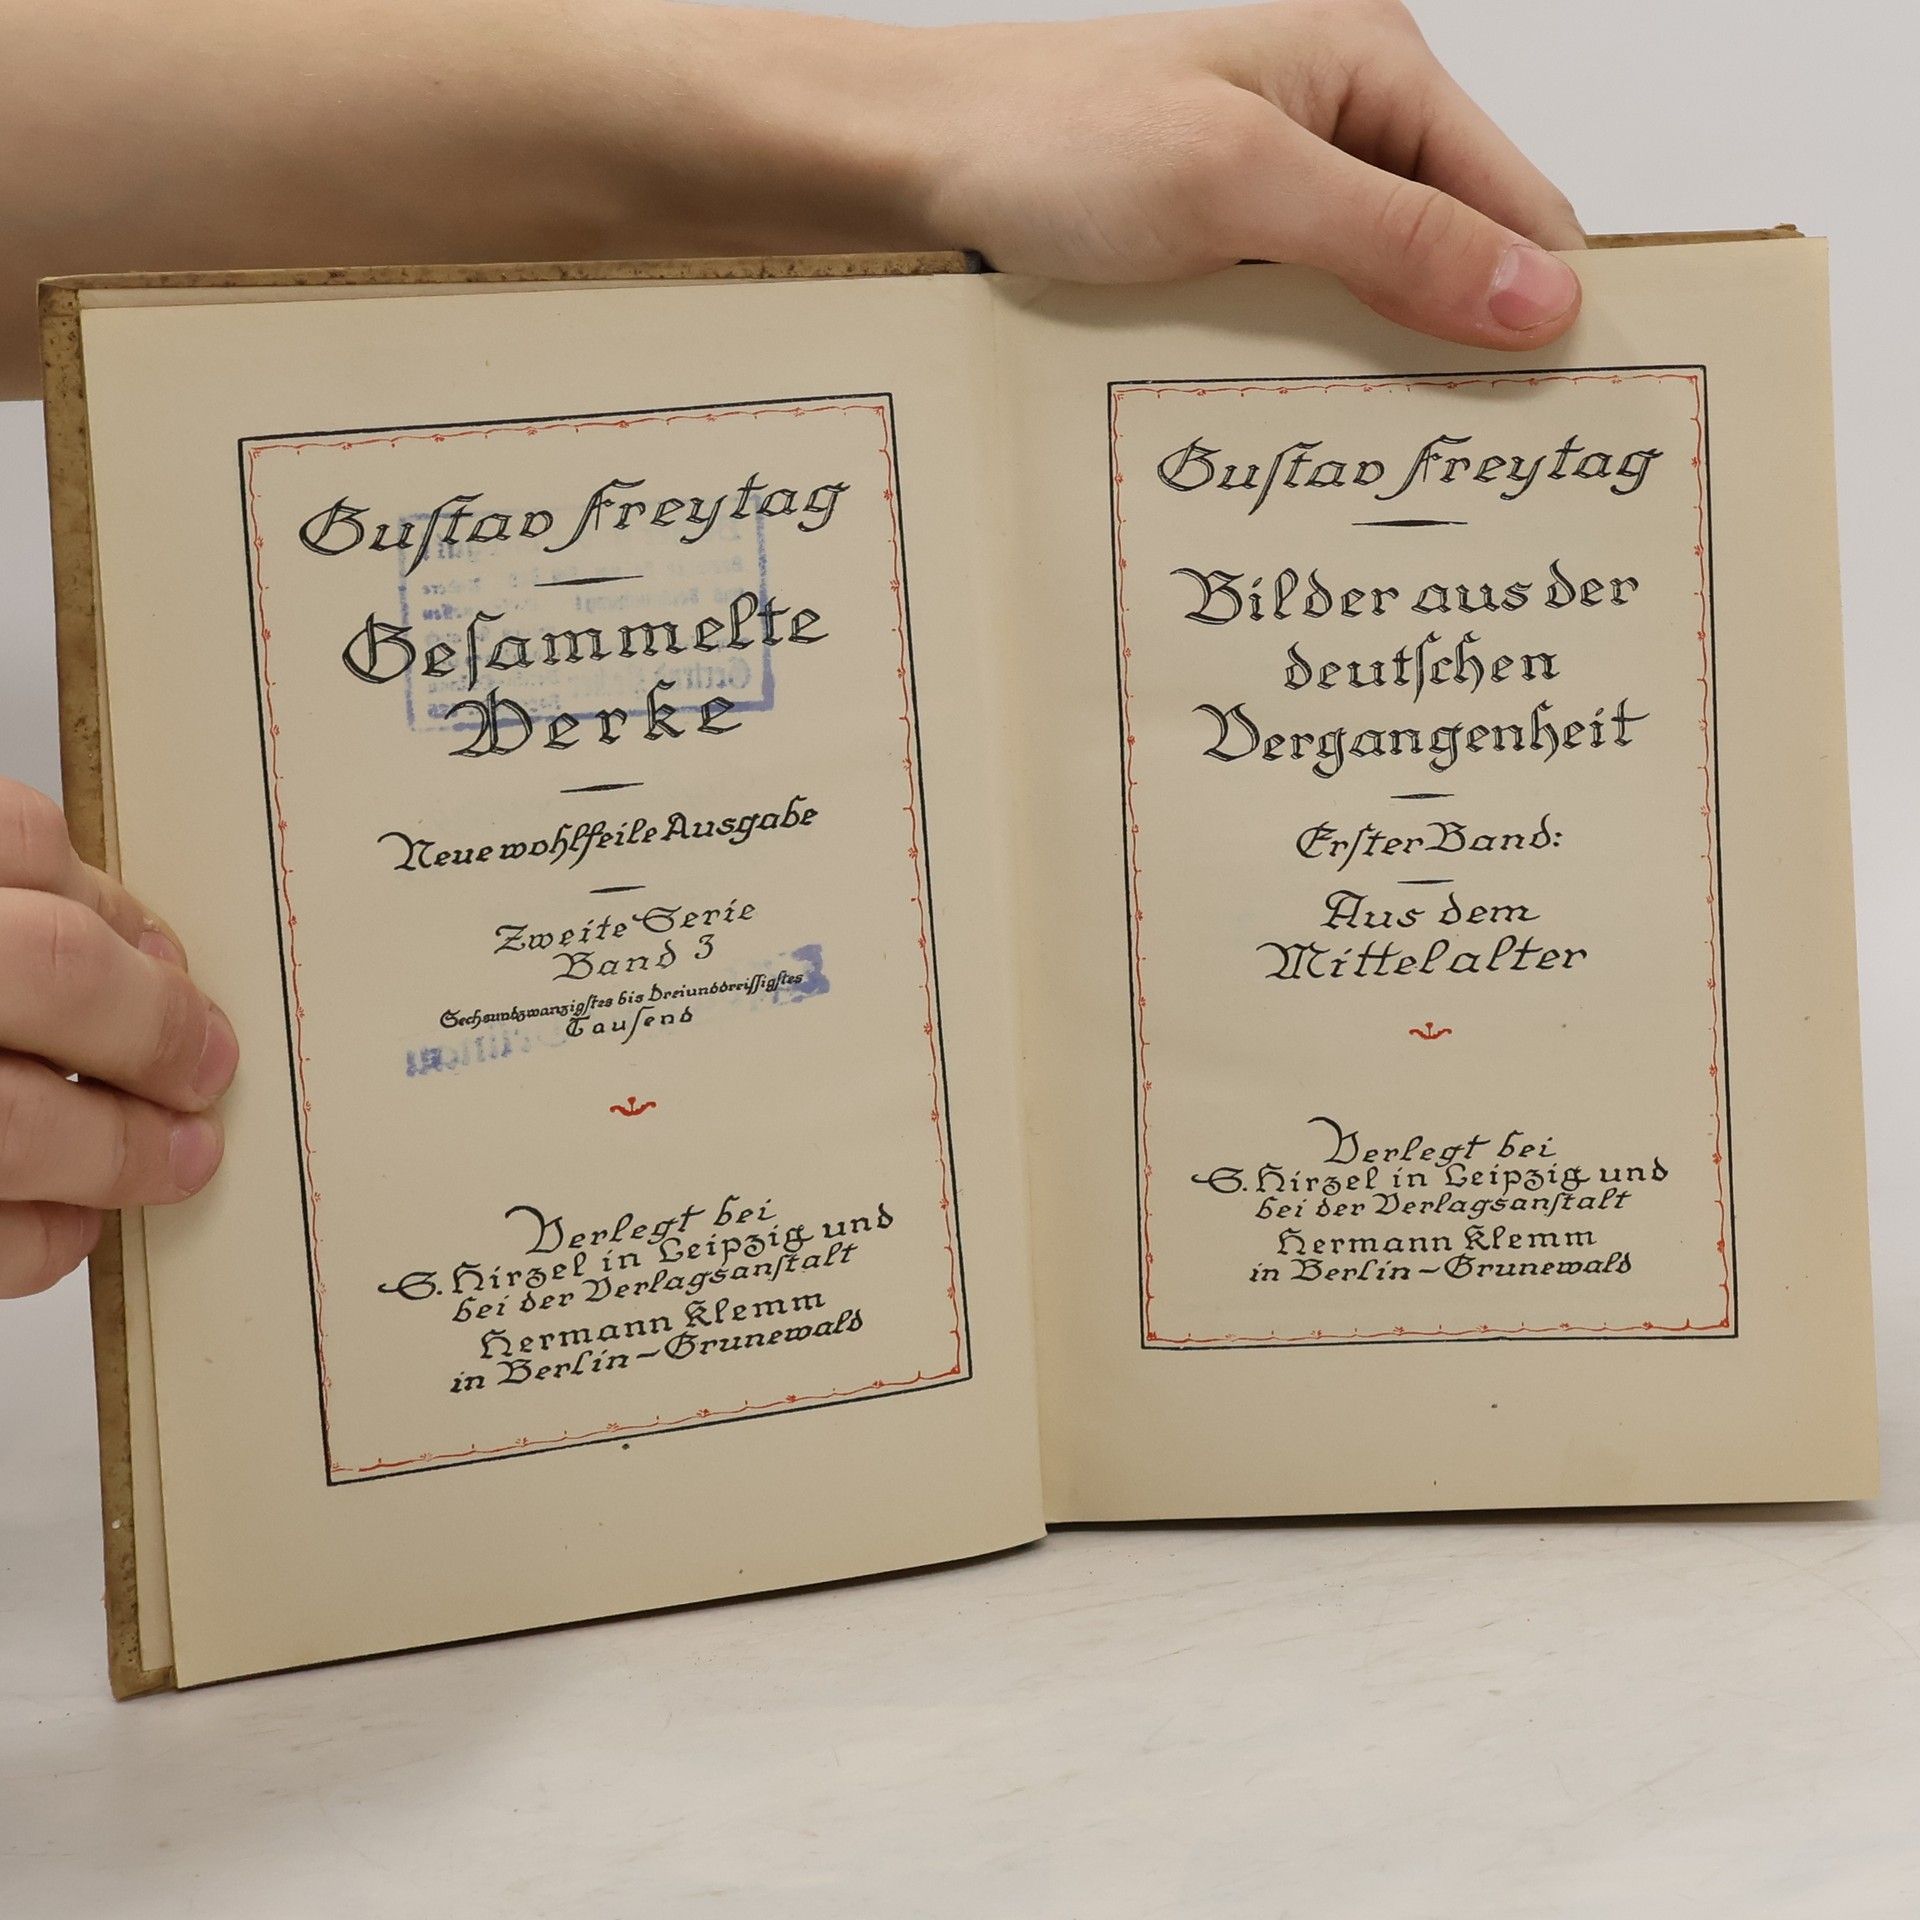 Guſtav Freytag
Geſammelte
Werke
Neue wohlfeile Ausgabe
Zweite Serie
Band 3
Sechsundzwanzigſtes bis Dreiunddreiſſigſtes
Tauſend
Verlegt bei
S. Hirzel in Leipzig und
bei der Verlagsanſtalt
Hermann Klemm
in Berlin-Grunewald
Guſtav Freytag
Bilder aus der
deutſchen
Vergangenheit
Erſter Band:
Aus dem
Mittelalter
Verlegt bei
S. Hirzel in Leipzig und
bei der Verlagsanſtalt
Hermann Klemm
in Berlin-Grunewald